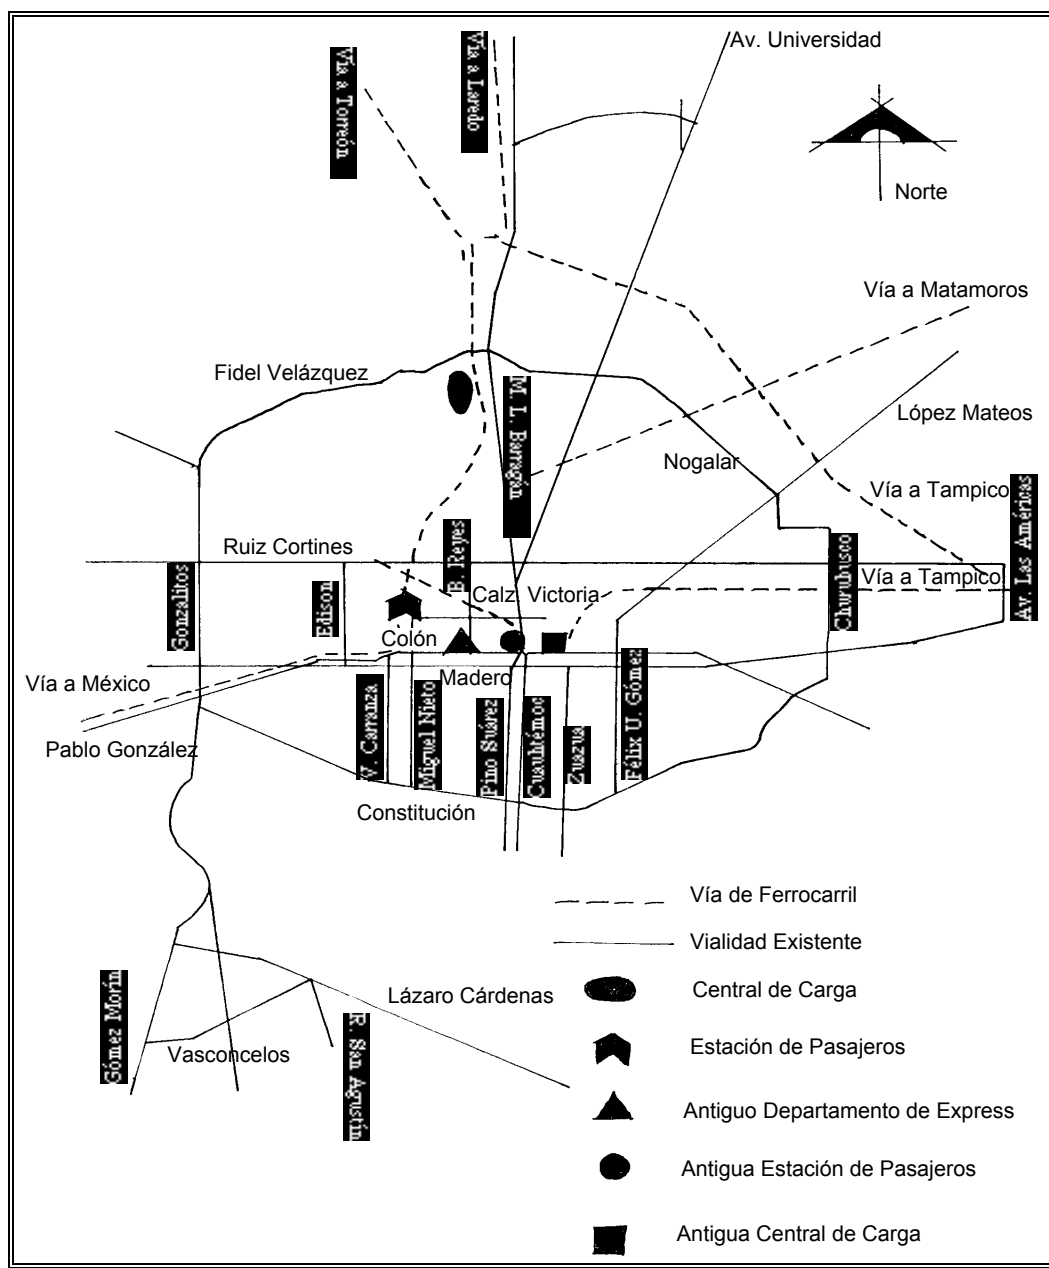 Av. Universidad
Vía a Torreón
Vía a Laredo
Norte
Vía a Matamoros
Fidel Velázquez
M. L. Barragán
López Mateos
Nogalar
Vía a Tampico
Av. Las Américas
Ruiz Cortines
B. Reyes
Churubusco
Gonzalitos
Edison
Calz. Victoria
Vía a Tampico
Colón
Vía a México
Madero
Pablo González
V. Carranza
Miguel Nieto
Pino Suárez
Cuauhtémoc
Zuazua
Félix U. Gómez
Constitución
Vía de Ferrocarril
Vialidad Existente
Gómez Morín
Lázaro Cárdenas
Central de Carga
Vasconcelos
R. San Agustín
Estación de Pasajeros
Antiguo Departamento de Express
Antigua Estación de Pasajeros
Antigua Central de Carga